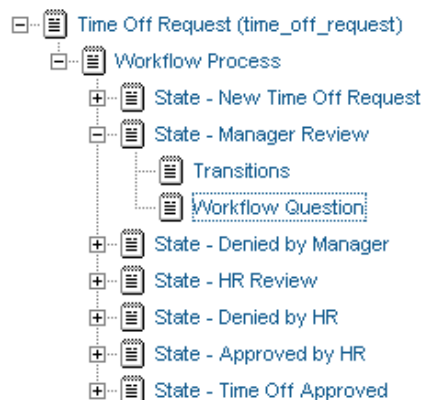 Time Off Request (time_off_request)
Workflow Process
State - New Time Off Request
State - Manager Review
Transitions
Workflow Question
State - Denied by Manager
State - HR Review
State - Denied by HR
State - Approved by HR
State - Time Off Approved